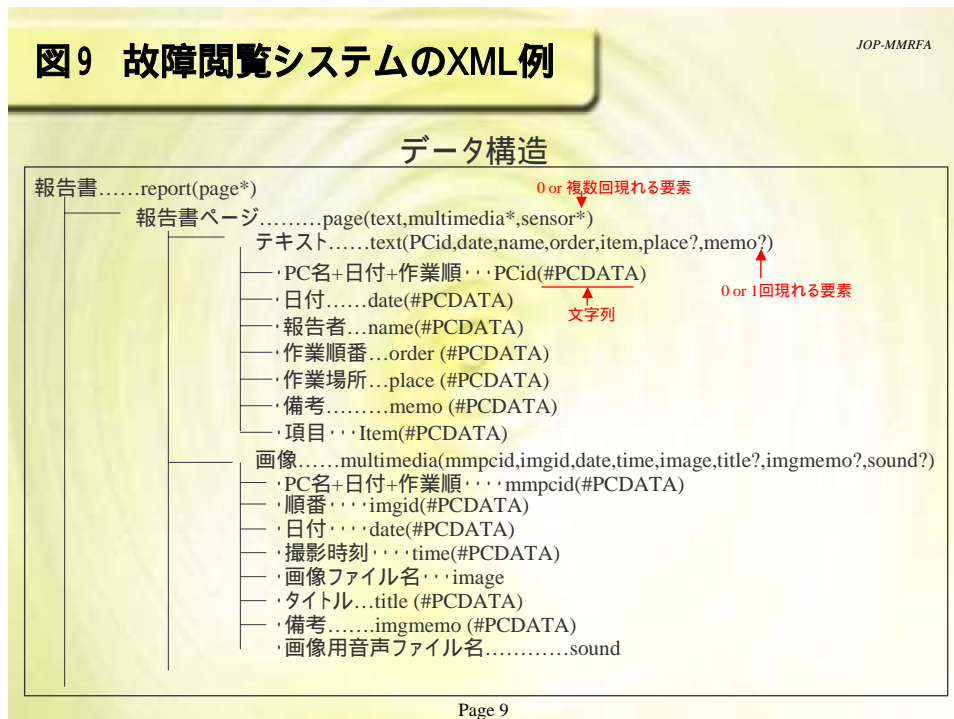 図9 故障閲覧システムのXML例
JOP-MMRFA
データ構造
報告書……report(page*)
0 or 複数回現れる要素
報告書ページ………page(text,multimedia*,sensor*)
テキスト……text(PCid,date,name,order,item,place?,memo?)
・PC名+日付+作業順・・・PCid(#PCDATA)
0 or 1回現れる要素
・日付……date(#PCDATA)
文字列
・報告者…name(#PCDATA)
・作業順番…order (#PCDATA)
・作業場所…place (#PCDATA)
・備考………memo (#PCDATA)
・項目・・・Item(#PCDATA)
画像……multimedia(mmpcid,imgid,date,time,image,title?,imgmemo?,sound?)
・PC名+日付+作業順・・・・mmpcid(#PCDATA)
・順番・・・・imgid(#PCDATA)
・日付・・・・date(#PCDATA)
・撮影時刻・・・・time(#PCDATA)
・画像ファイル名・・・image
・タイトル…title (#PCDATA)
・備考…….imgmemo (#PCDATA)
・画像用音声ファイル名…………sound
Page 9